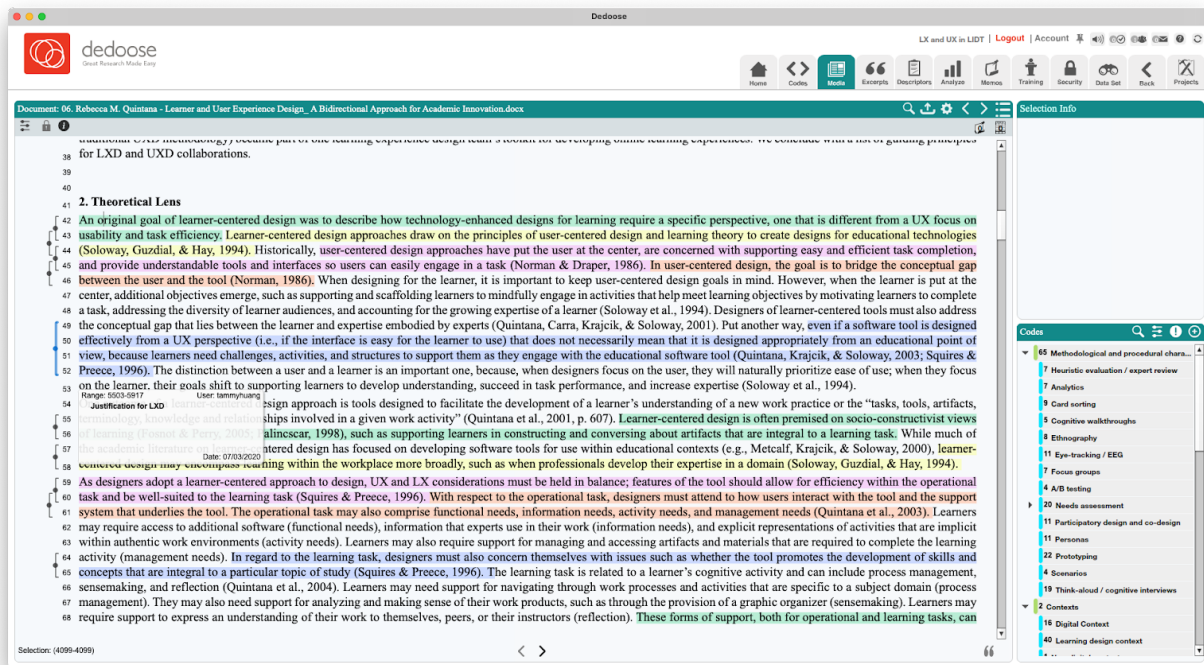 Dedoose
LX and UX in LIDT | Logout | Account
dedoose
Great Research Made Easy
Home
Codes
Media
Excerpts
Descriptors
Analyze
Memos
Training
Security
Data Set
Back
Projects
Document: 06. Rebecca M. Quintana - Learner and User Experience Design_ A Bidirectional Approach for Academic Innovation.docx
traditional UXD methodology) became part of one learning experience design team's toolkit for developing online learning experiences. We conclude with a list of guiding principles
38 for LXD and UXD collaborations.
39
40
41 2. Theoretical Lens
42 An original goal of learner-centered design was to describe how technology-enhanced designs for learning require a specific perspective, one that is different from a UX focus on
43 usability and task efficiency. Learner-centered design approaches draw on the principles of user-centered design and learning theory to create designs for educational technologies
44 (Soloway, Guzdial, & Hay, 1994). Historically, user-centered design approaches have put the user at the center, are concerned with supporting easy and efficient task completion,
45 and provide understandable tools and interfaces so users can easily engage in a task (Norman & Draper, 1986). In user-centered design, the goal is to bridge the conceptual gap
46 between the user and the tool (Norman, 1986). When designing for the learner, it is important to keep user-centered design goals in mind. However, when the learner is put at the
47 center, additional objectives emerge, such as supporting and scaffolding learners to mindfully engage in activities that help meet learning objectives by motivating learners to complete
48 a task, addressing the diversity of learner audiences, and accounting for the growing expertise of a learner (Soloway et al., 1994). Designers of learner-centered tools must also address
49 the conceptual gap that lies between the learner and expertise embodied by experts (Quintana, Carra, Krajcik, & Soloway, 2001). Put another way, even if a software tool is designed
50 effectively from a UX perspective (i.e., if the interface is easy for the learner to use) that does not necessarily mean that it is designed appropriately from an educational point of
51 view, because learners need challenges, activities, and structures to support them as they engage with the educational software tool (Quintana, Krajcik, & Soloway, 2003; Squires &
52 Preece, 1996). The distinction between a user and a learner is an important one, because, when designers focus on the user, they will naturally prioritize ease of use; when they focus
53 on the learner, their goals shift to supporting learners to develop understanding, succeed in task performance, and increase expertise (Soloway et al., 1994).
Range: 5503-5917 User: tammyhuang
Justification for LXD
Date: 07/03/2020
54 design approach is tools designed to facilitate the development of a learner's understanding of a new work practice or the "tasks, tools, artifacts,
terminology, knowledge and relationships involved in a given work activity" (Quintana et al., 2001, p. 607). Learner-centered design is often premised on socio-constructivist views
55
56 of learning (Fosnot & Perry, 2005; Palincscar, 1998), such as supporting learners in constructing and conversing about artifacts that are integral to a learning task. While much of
57 the academic literature on learner-centered design has focused on developing software tools for use within educational contexts (e.g., Metcalf, Krajcik, & Soloway, 2000), learner-
58 centered design may encompass learning within the workplace more broadly, such as when professionals develop their expertise in a domain (Soloway, Guzdial, & Hay, 1994).
59 As designers adopt a learner-centered approach to design, UX and LX considerations must be held in balance; features of the tool should allow for efficiency within the operational
60 task and be well-suited to the learning task (Squires & Preece, 1996). With respect to the operational task, designers must attend to how users interact with the tool and the support
61 system that underlies the tool. The operational task may also comprise functional needs, information needs, activity needs, and management needs (Quintana et al., 2003). Learners
62 may require access to additional software (functional needs), information that experts use in their work (information needs), and explicit representations of activities that are implicit
63 within authentic work environments (activity needs). Learners may also require support for managing and accessing artifacts and materials that are required to complete the learning
64 activity (management needs). In regard to the learning task, designers must also concern themselves with issues such as whether the tool promotes the development of skills and
65 concepts that are integral to a particular topic of study (Squires & Preece, 1996). The learning task is related to a learner's cognitive activity and can include process management,
66 sensemaking, and reflection (Quintana et al., 2004). Learners may need support for navigating through work processes and activities that are specific to a subject domain (process
67 management). They may also need support for analyzing and making sense of their work products, such as through the provision of a graphic organizer (sensemaking). Learners may
68 require support to express an understanding of their work to themselves, peers, or their instructors (reflection). These forms of support, both for operational and learning tasks, can
Selection: (4099-4099)
Selection Info
Codes
65 Methodological and procedural chara...
7 Heuristic evaluation / expert review
7 Analytics
9 Card sorting
5 Cognitive walkthroughs
8 Ethnography
11 Eye-tracking / EEG
7 Focus groups
4 A/B testing
20 Needs assessment
11 Participatory design and co-design
11 Personas
22 Prototyping
4 Scenarios
19 Think-aloud / cognitive interviews
2 Contexts
16 Digital Context
40 Learning design context